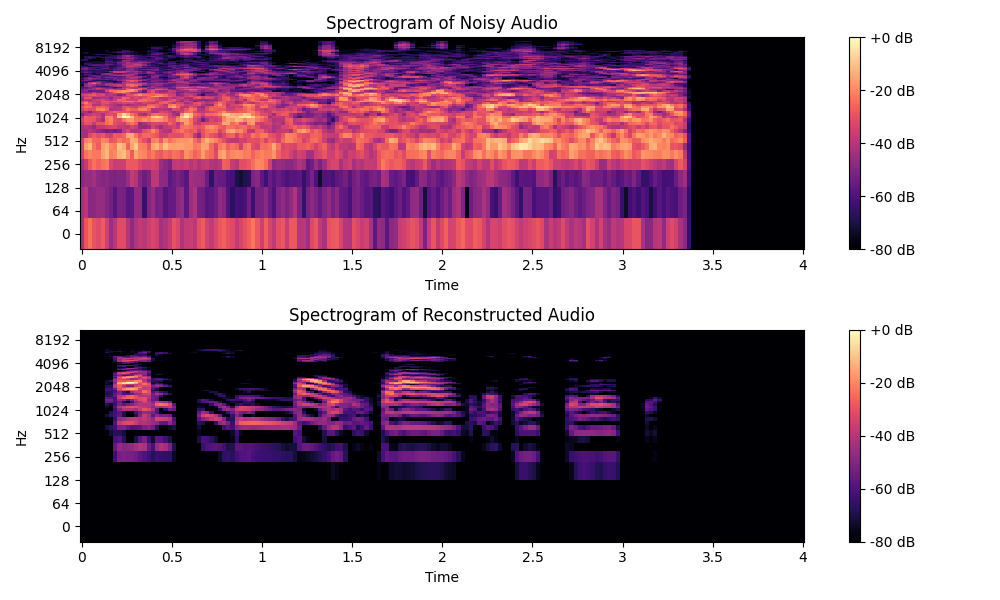 Spectrogram of Noisy Audio
Hz
8192
4096
2048
1024
512
256
128
64
0
0 0.5 1 1.5 2 2.5 3 3.5 4
Time
+0 dB
-20 dB
-40 dB
-60 dB
-80 dB
Spectrogram of Reconstructed Audio
Hz
8192
4096
2048
1024
512
256
128
64
0
0 0.5 1 1.5 2 2.5 3 3.5 4
Time
+0 dB
-20 dB
-40 dB
-60 dB
-80 dB